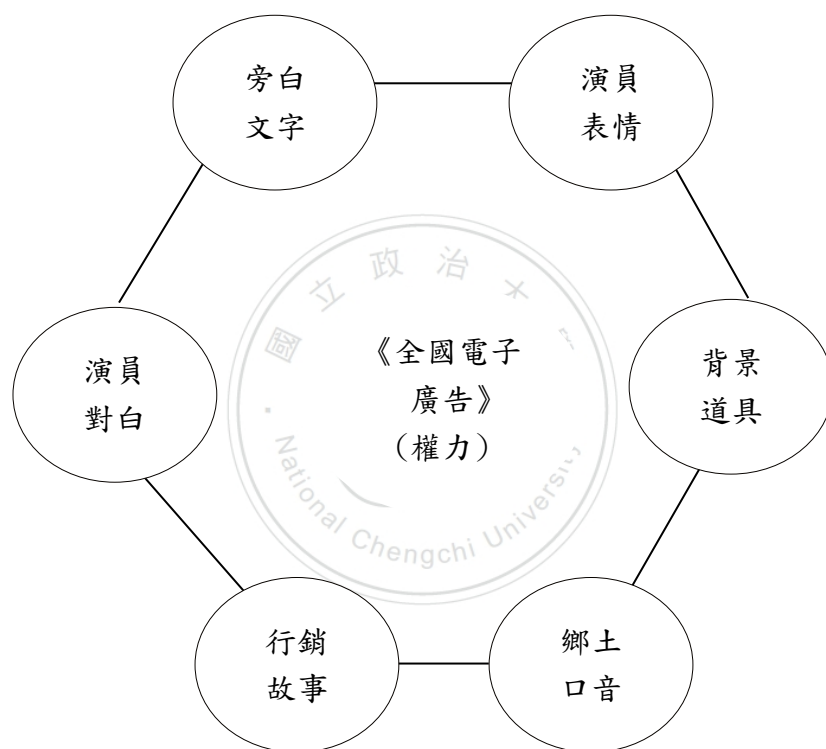 旁白
文字
演員
表情
國立政治大
《全國電子
廣告》
(權力)
演員
對白
背景
道具
National Chengchi University
行銷
故事
鄉土
口音